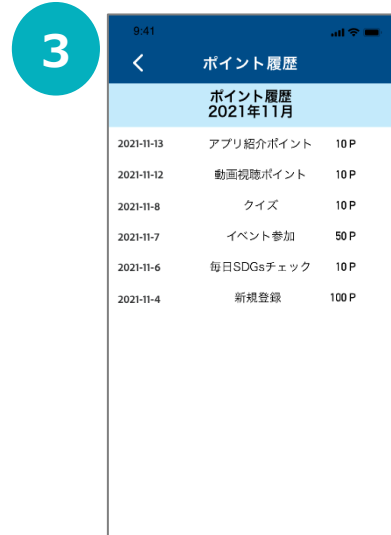 3
9:41
ポイント履歴
ポイント履歴
2021年11月
2021-11-13 アプリ紹介ポイント 10 P
2021-11-12 動画視聴ポイント 10 P
2021-11-8 クイズ 10 P
2021-11-7 イベント参加 50 P
2021-11-6 毎日SDGsチェック 10 P
2021-11-4 新規登録 100 P